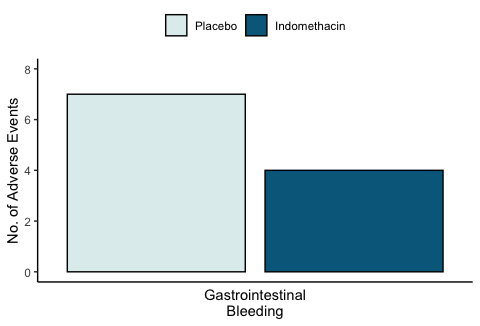 Placebo Indomethacin
8
6
4
2
0
No. of Adverse Events
Gastrointestinal
Bleeding